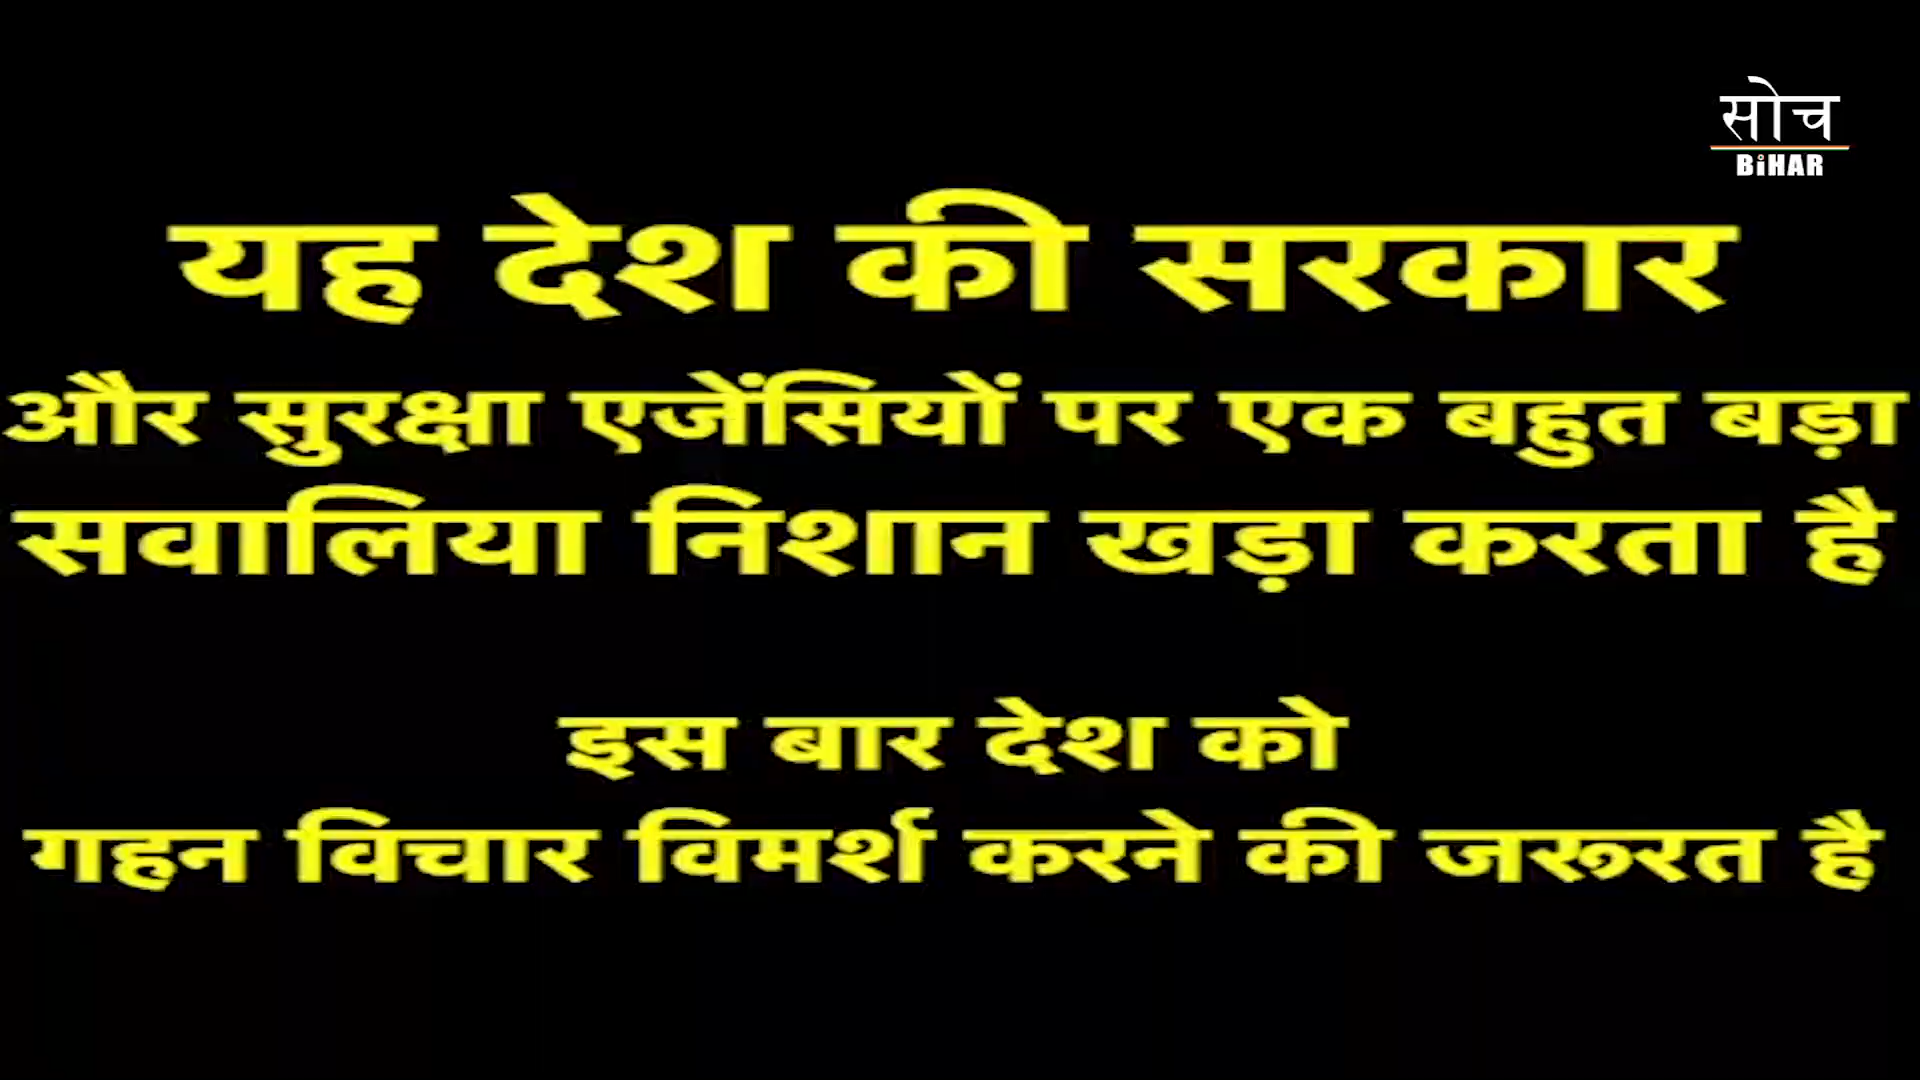 सोच
BiHAR
यह देश की सरकार
और सुरक्षा एजेंसियों पर एक बहुत बड़ा
सवालिया निशान खड़ा करता है
इस बार देश को
गहन विचार विमर्श करने की जरूरत है